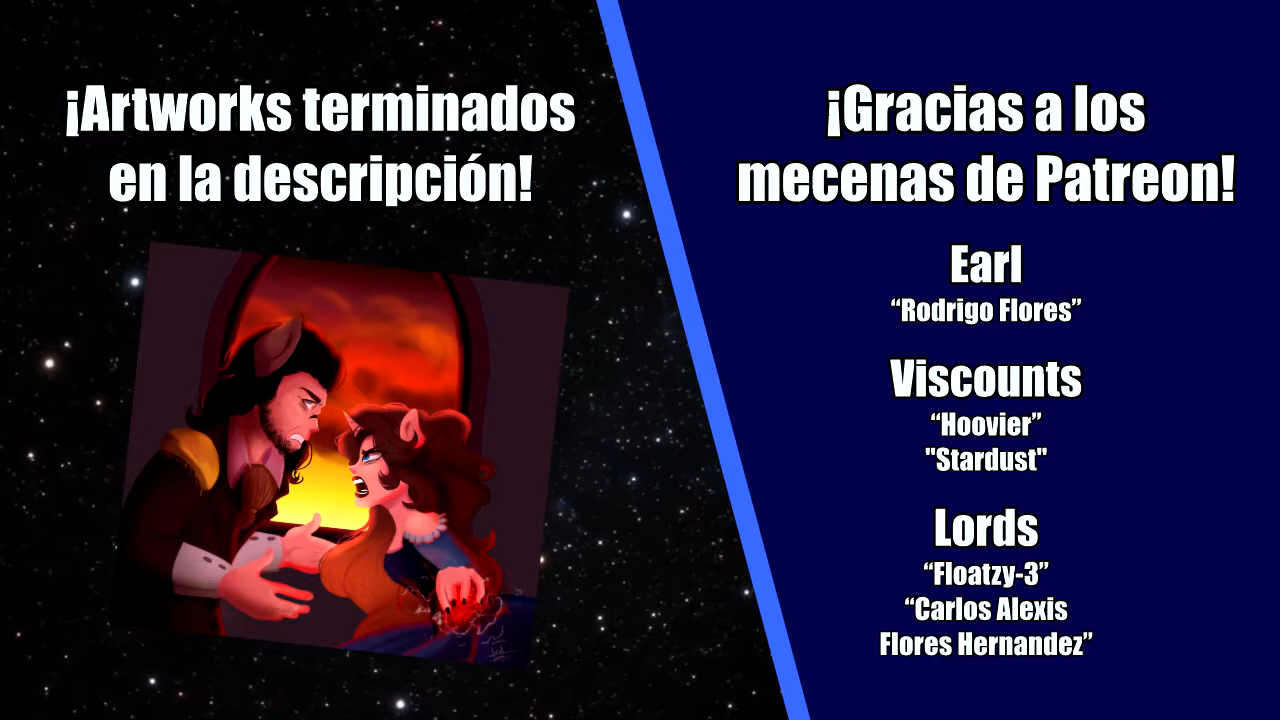 ¡Artworks terminados
en la descripción!
¡Gracias a los
mecenas de Patreon!
Earl
“Rodrigo Flores”
Viscounts
“Hoovier”
"Stardust"
Lords
“Floatzy-3”
“Carlos Alexis
Flores Hernandez”